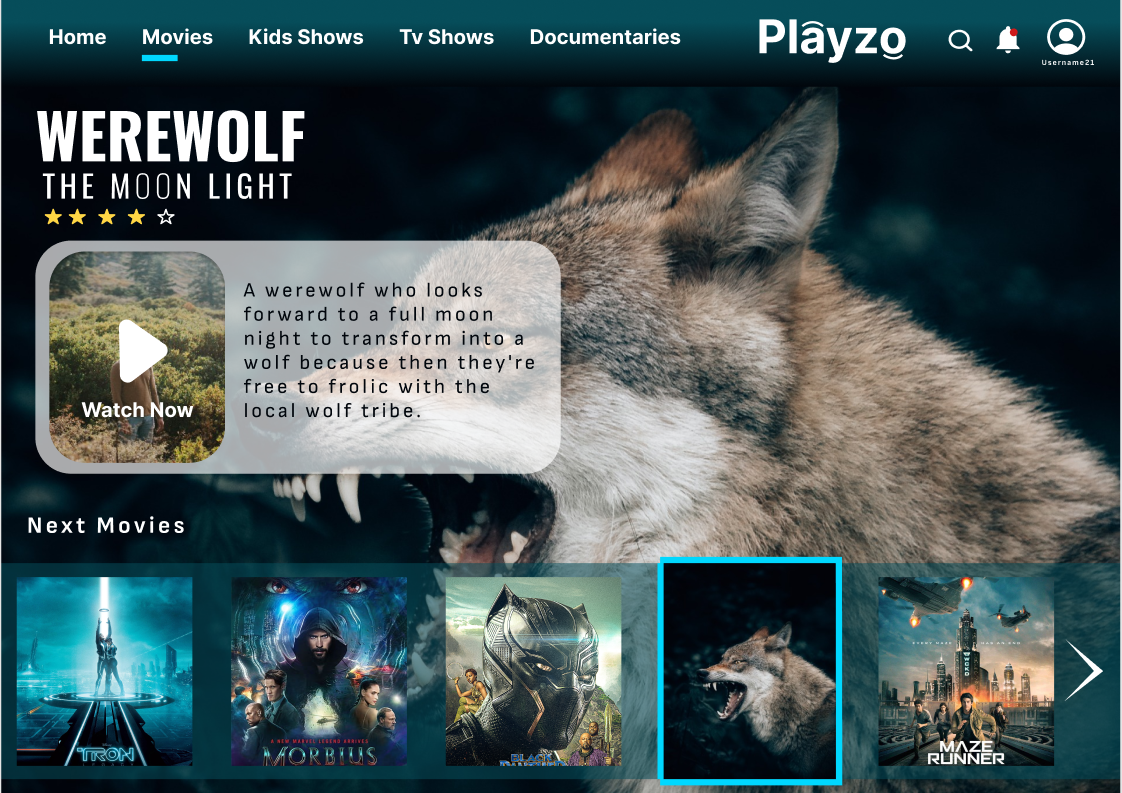 Home Movies Kids Shows Tv Shows Documentaries Playzo
Username21
WEREWOLF
THE MOON LIGHT
A werewolf who looks
forward to a full moon
night to transform into a
wolf because then they're
free to frolic with the
local wolf tribe.
Watch Now
Next Movies
TRON
A NEW MARVEL LEGEND ARRIVES
MORBIUS
BLACK
PANTHER
WCKD
MAZE
RUNNER